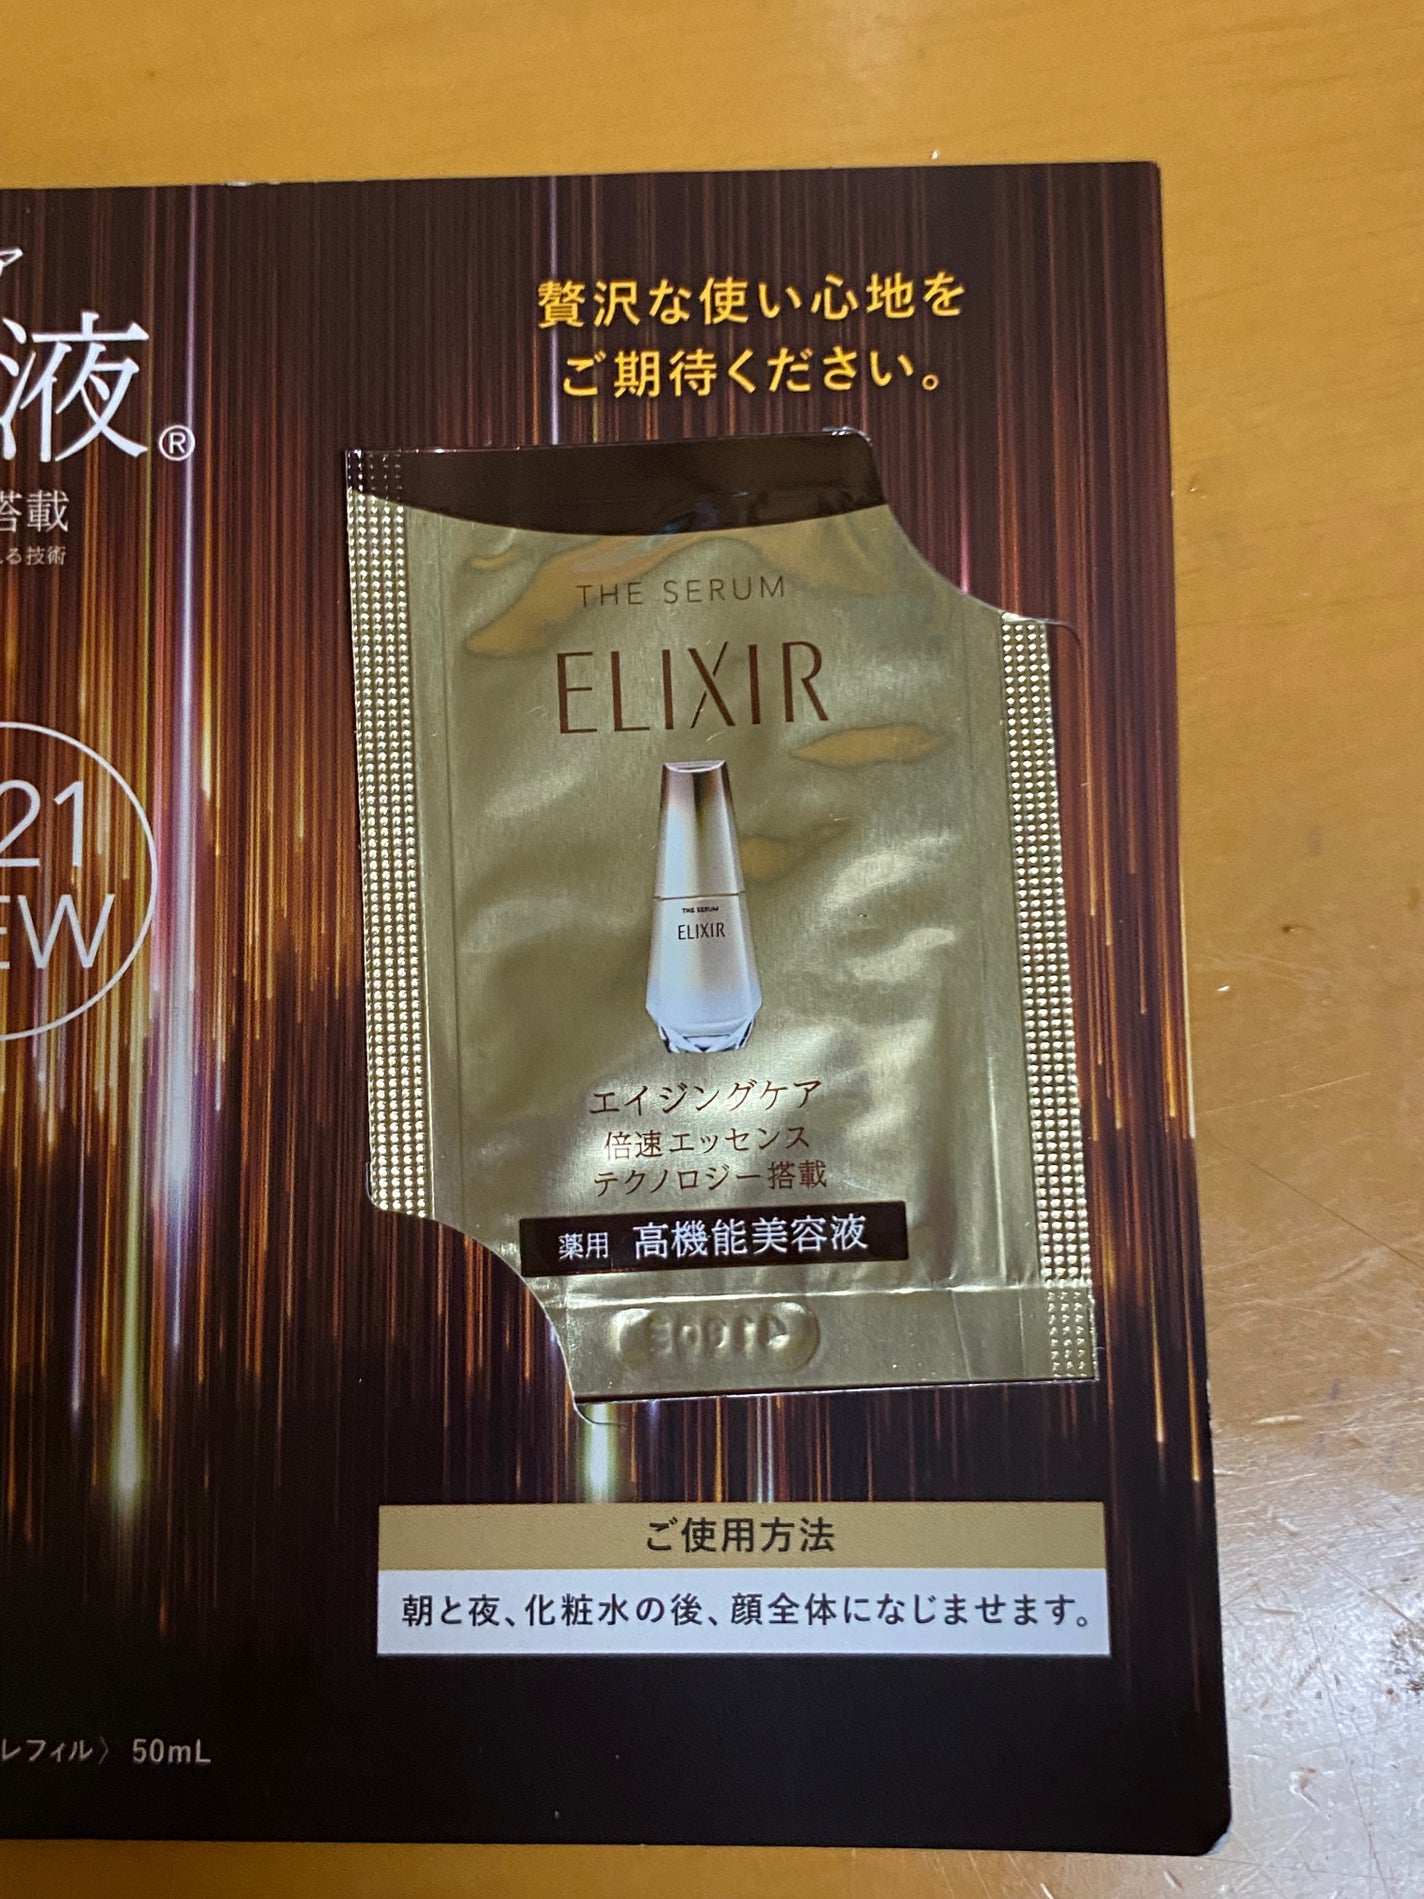 液®
搭載
れる技術
21
EW
贅沢な使い心地を
ご期待ください。
THE SERUM
ELIXIR
THE SERUM
ELIXIR
エイジングケア
倍速エッセンス
テクノロジー搭載
薬用 高機能美容液
ご使用方法
朝と夜、化粧水の後、顔全体になじませます。
レフィル〉 50mL